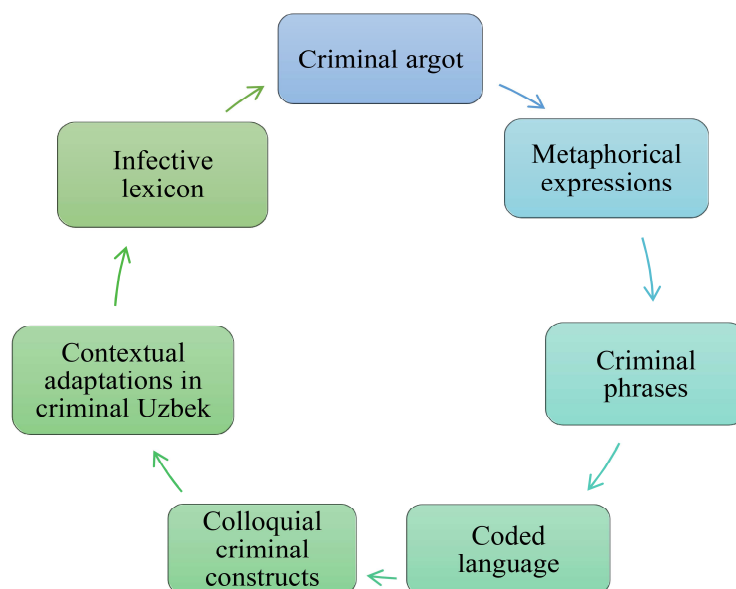 Criminal argot
Metaphorical
expressions
Criminal
phrases
Coded
language
Colloquial
criminal
constructs
Contextual
adaptations in
criminal Uzbek
Infective
lexicon